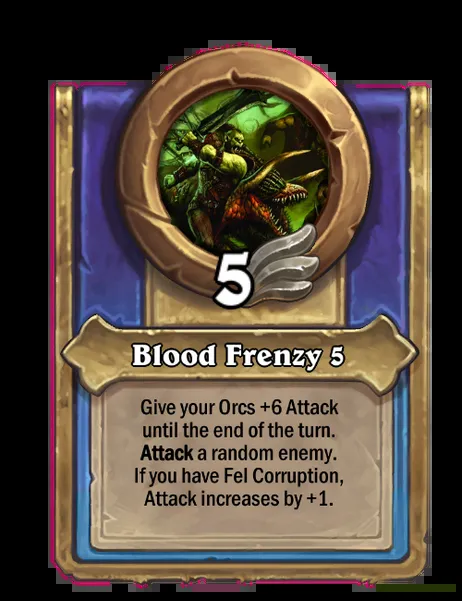 5
Blood Frenzy 5
Give your Orcs +6 Attack
until the end of the turn.
Attack a random enemy.
If you have Fel Corruption,
Attack increases by +1.